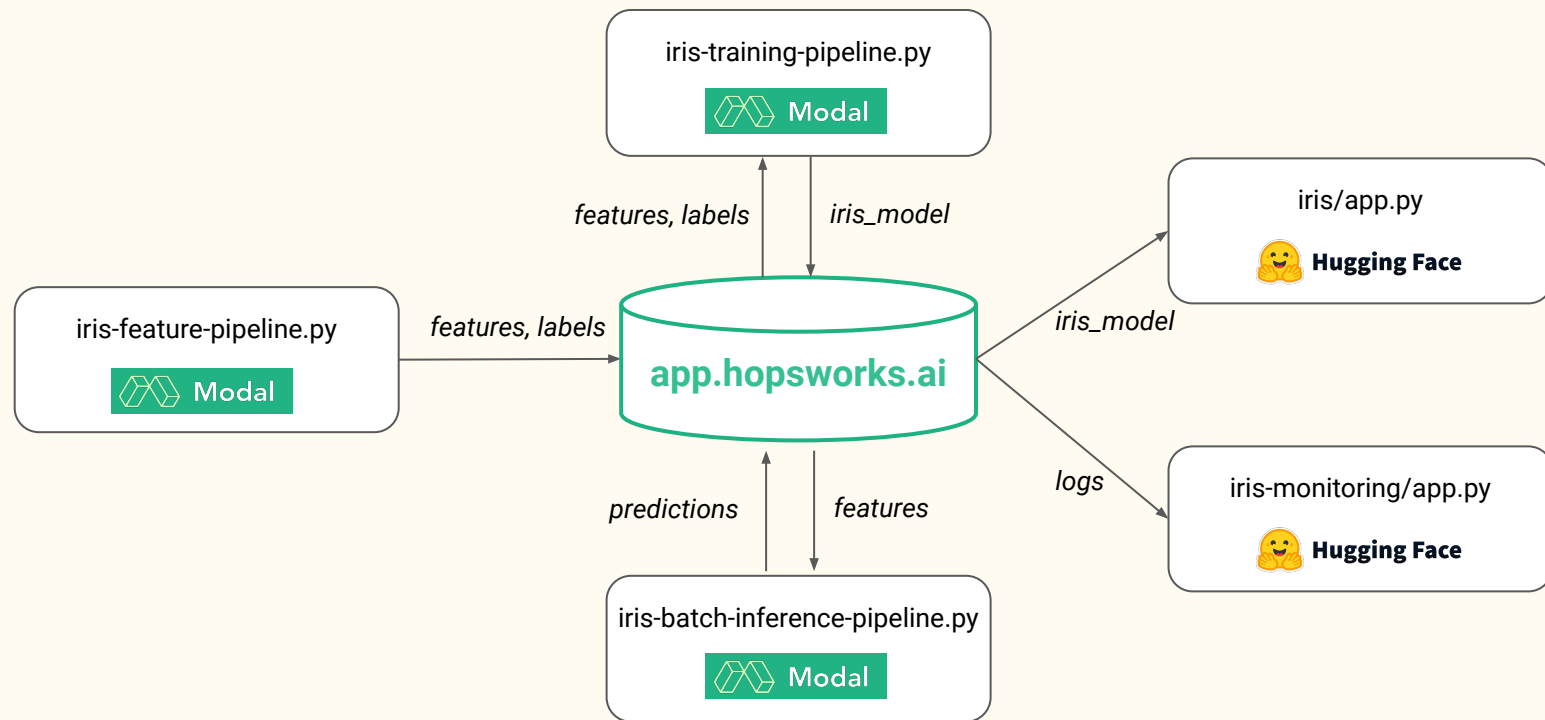 iris-training-pipeline.py
Modal
features, labels
iris_model
iris/app.py
Hugging Face
iris-feature-pipeline.py
Modal
features, labels
app.hopsworks.ai
iris_model
logs
iris-monitoring/app.py
Hugging Face
predictions
features
iris-batch-inference-pipeline.py
Modal